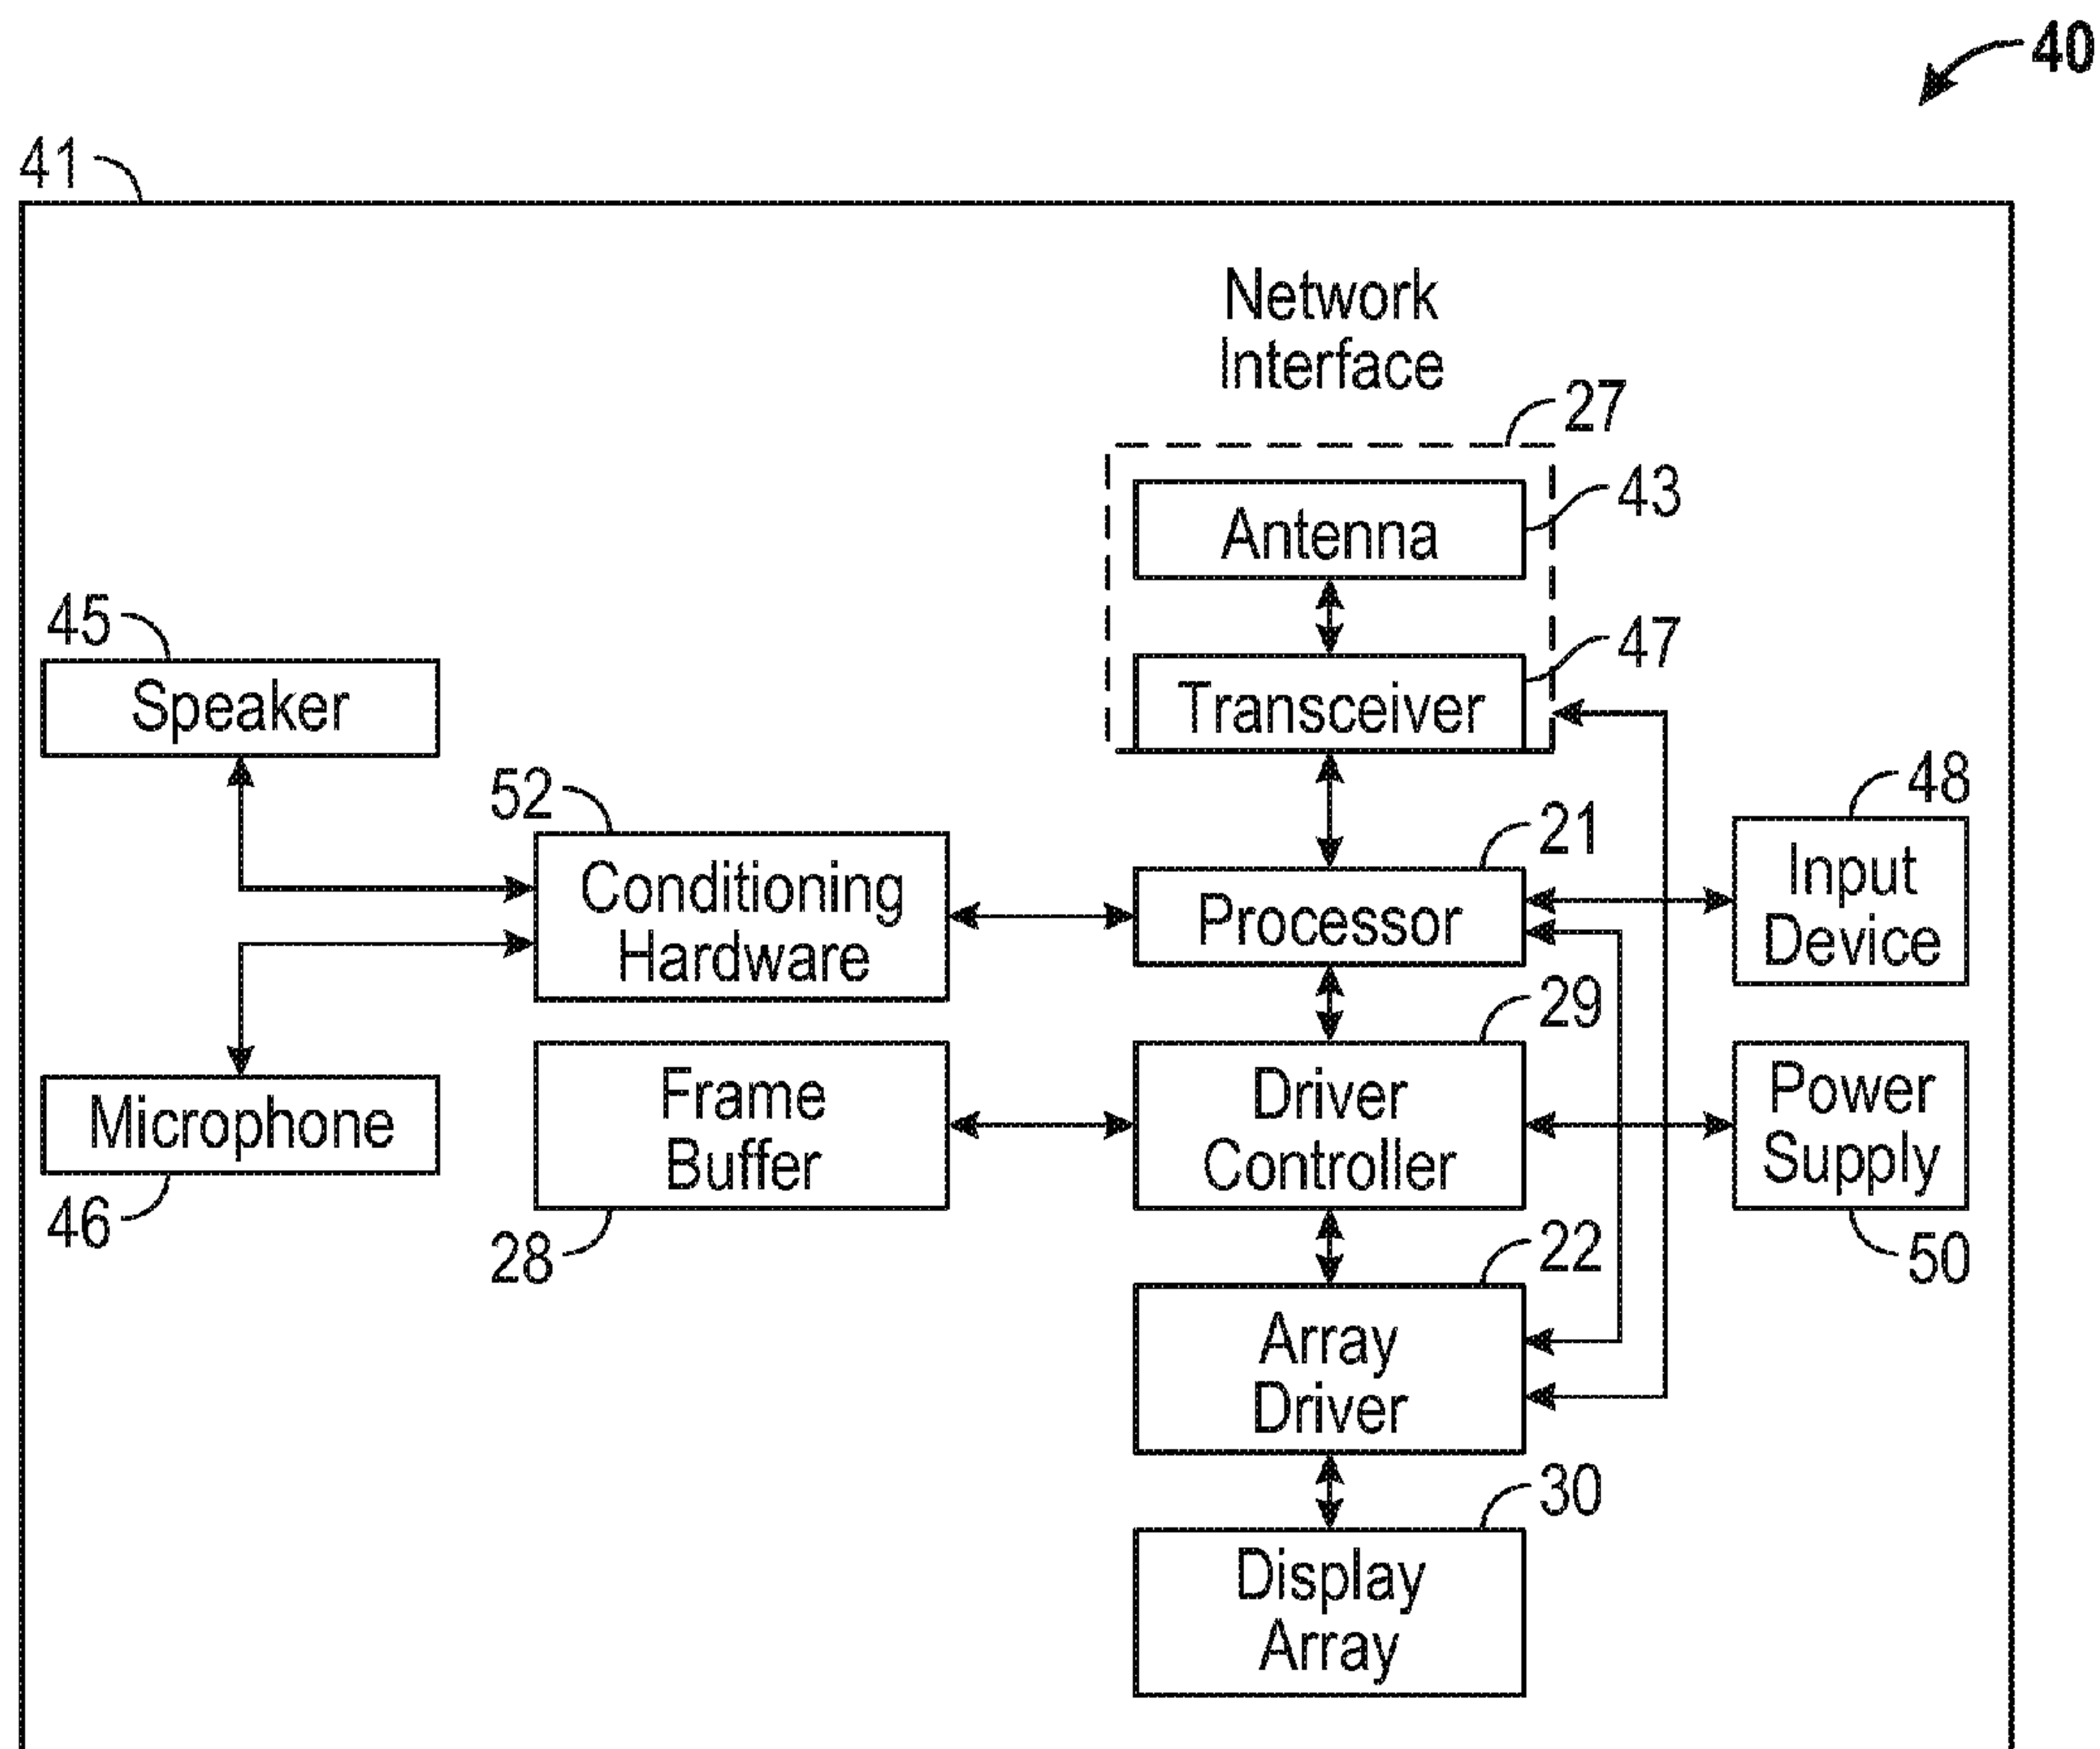 40
41
Network
Interface
27
Antenna
43
45
Speaker
47
Transceiver
52
Conditioning
Hardware
21
Processor
48
Input
Device
29
Microphone
46
Frame
Buffer
28
Driver
Controller
Power
Supply
50
22
Array
Driver
30
Display
Array